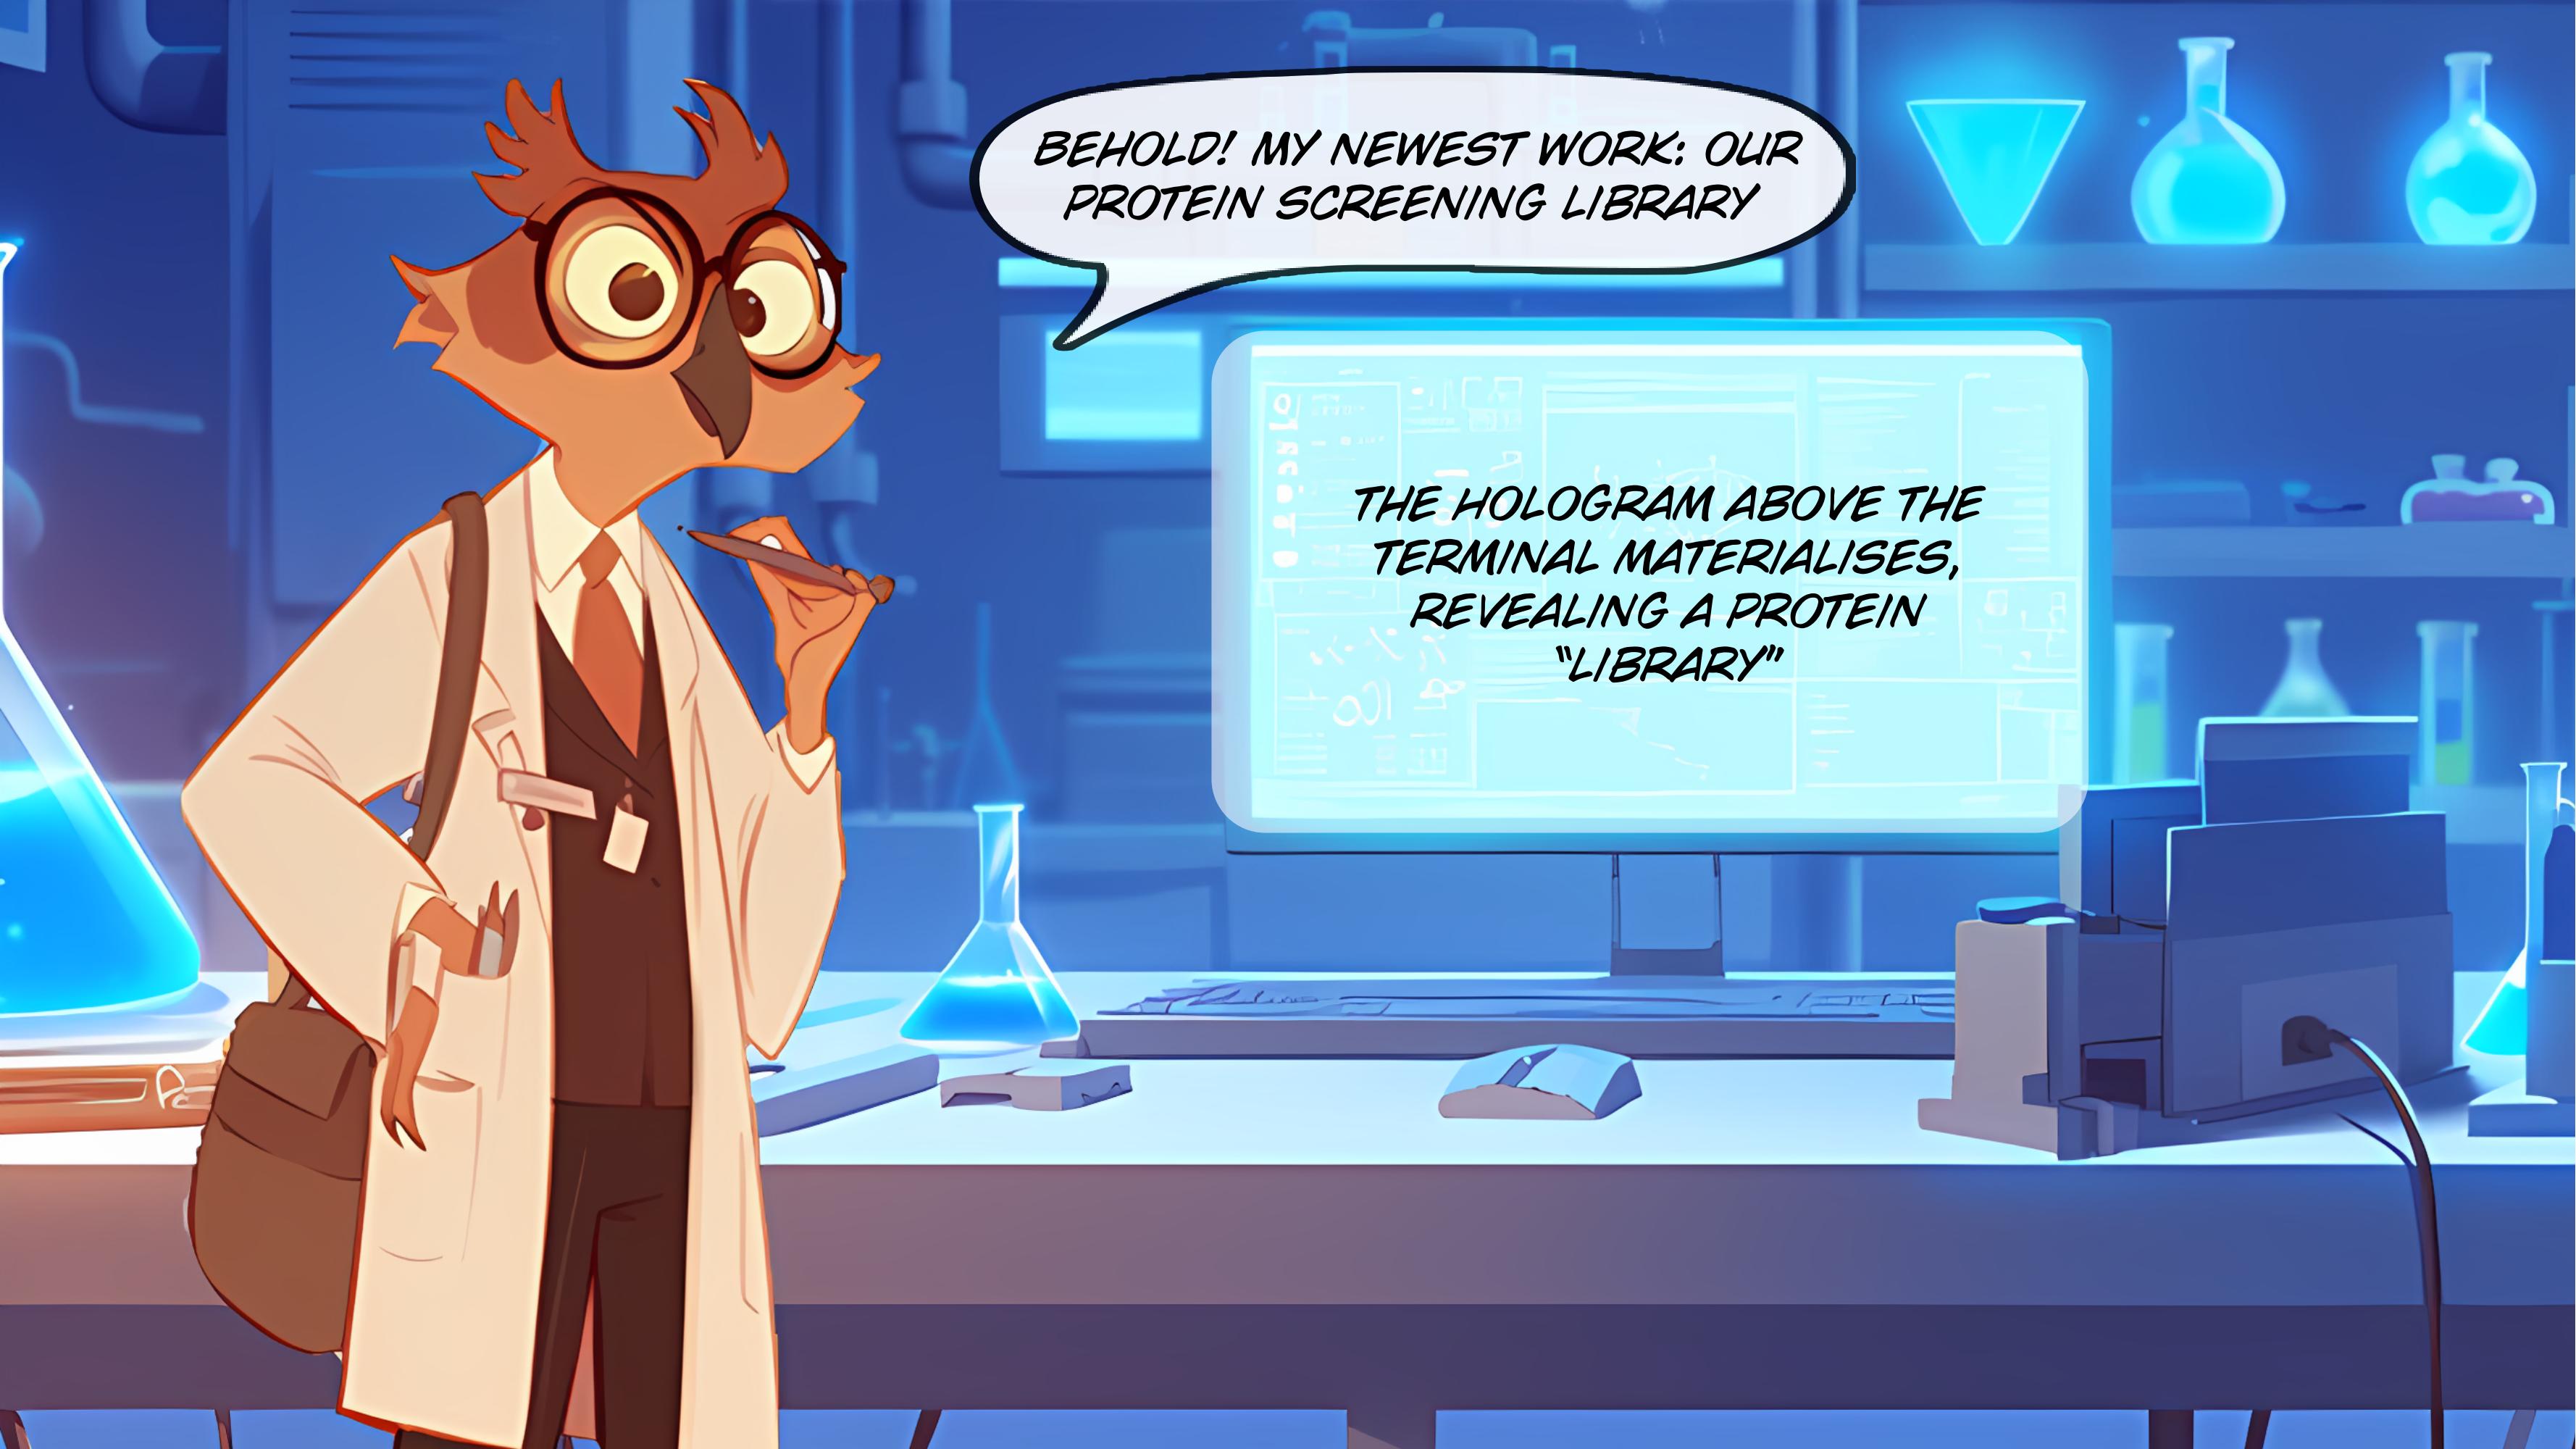 BEHOLD! MY NEWEST WORK: OUR
PROTEIN SCREENING LIBRARY
THE HOLOGRAM ABOVE THE
TERMINAL MATERIALISES,
REVEALING A PROTEIN
“LIBRARY”